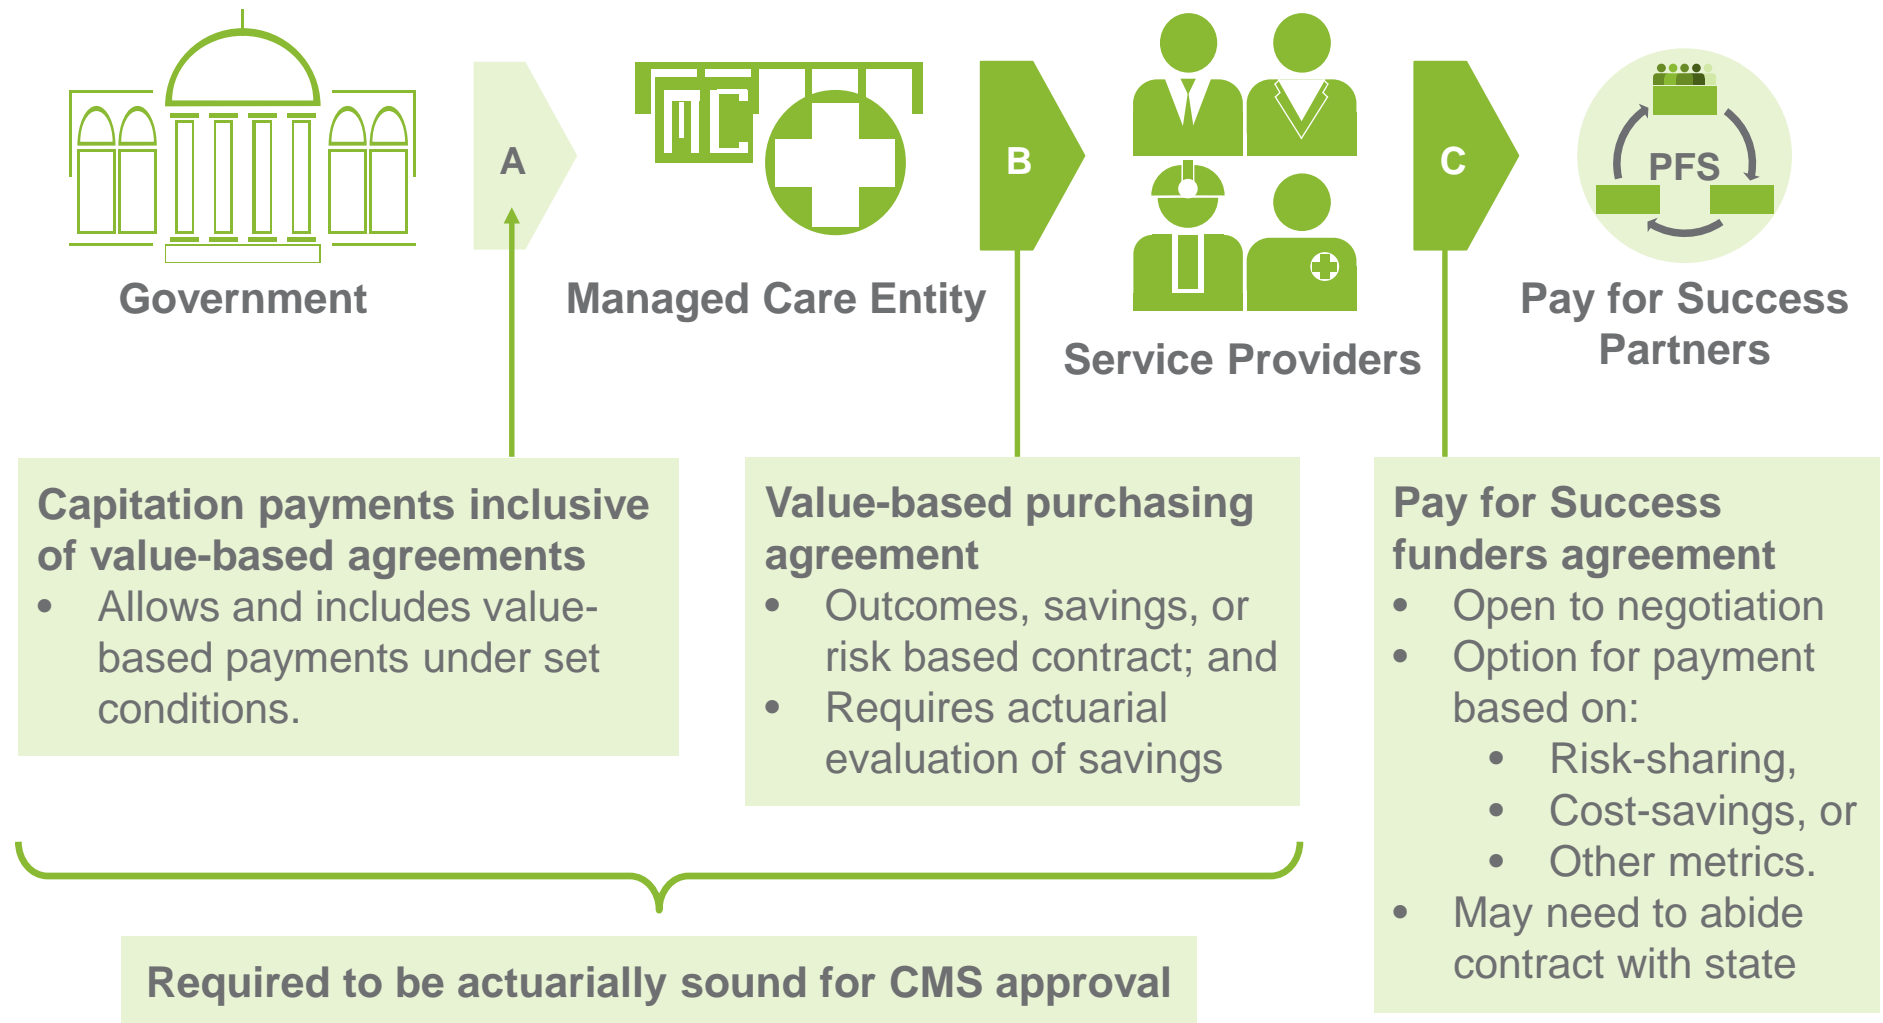 A
B
C
MC
PFS
Government
Managed Care Entity
Service Providers
Pay for Success
Partners
Capitation payments inclusive
of value-based agreements
• Allows and includes value-
based payments under set
conditions.
Value-based purchasing
agreement
• Outcomes, savings, or
risk based contract; and
• Requires actuarial
evaluation of savings
Pay for Success
funders agreement
• Open to negotiation
• Option for payment
based on:
• Risk-sharing,
• Cost-savings, or
• Other metrics.
• May need to abide
contract with state
Required to be actuarially sound for CMS approval